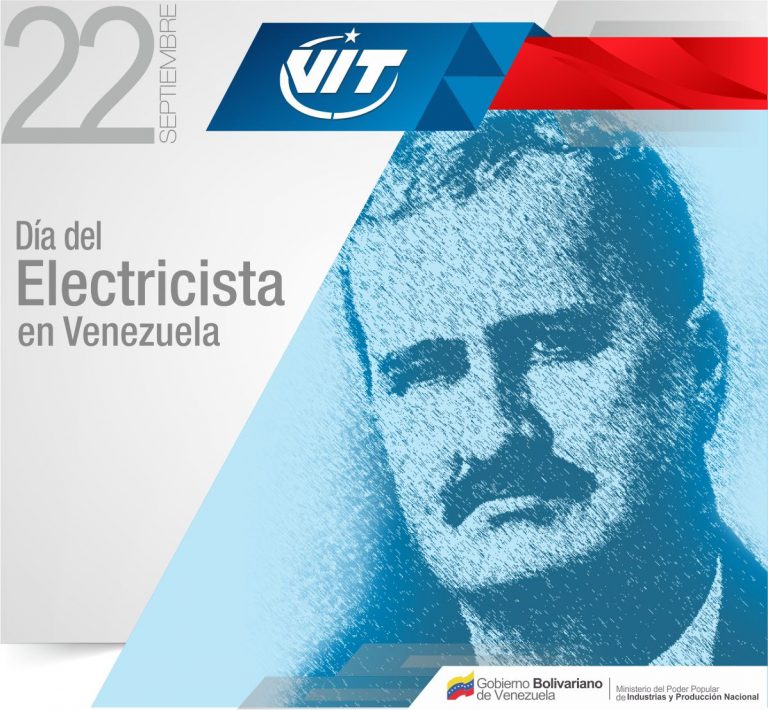 22
SEPTIEMBRE
VIT
Día del
Electricista
en Venezuela
Gobierno Bolivariano
de Venezuela
Ministerio del Poder Popular
de Industrias y Producción Nacional